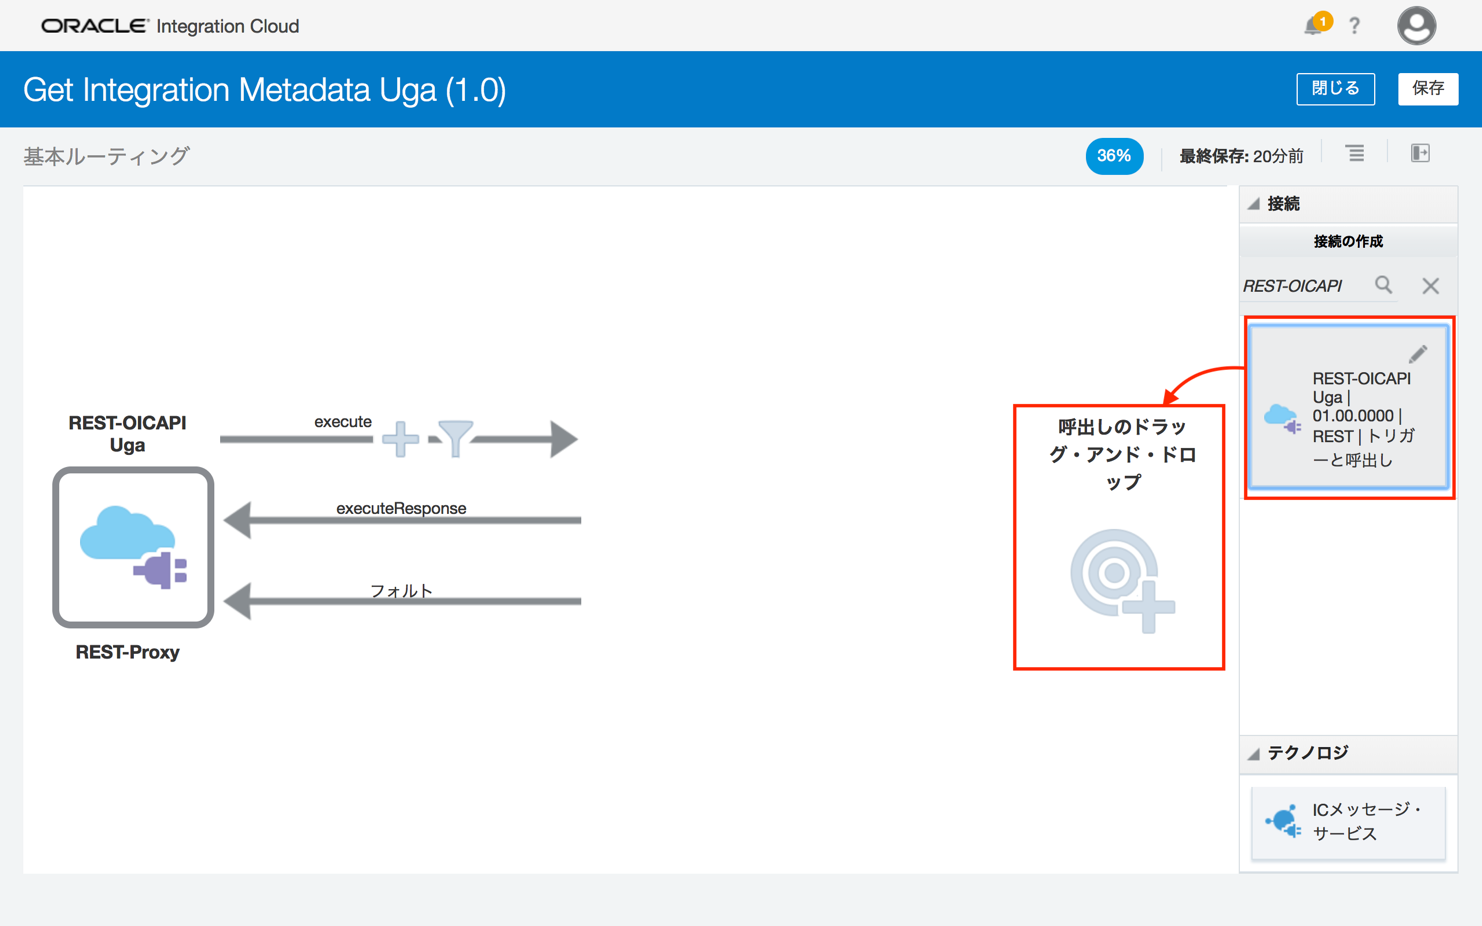 ORACLE Integration Cloud
1
?
Get Integration Metadata Uga (1.0)
閉じる
保存
基本ルーティング
36%
最終保存: 20分前
接続
接続の作成
REST-OICAPI
REST-OICAPI
Uga |
01.00.0000 |
REST | トリガ
ーと呼出し
REST-OICAPI
Uga
execute
executeResponse
フォルト
REST-Proxy
呼出しのドラッ
グ・アンド・ドロ
ップ
テクノロジ
ICメッセージ・
サービス